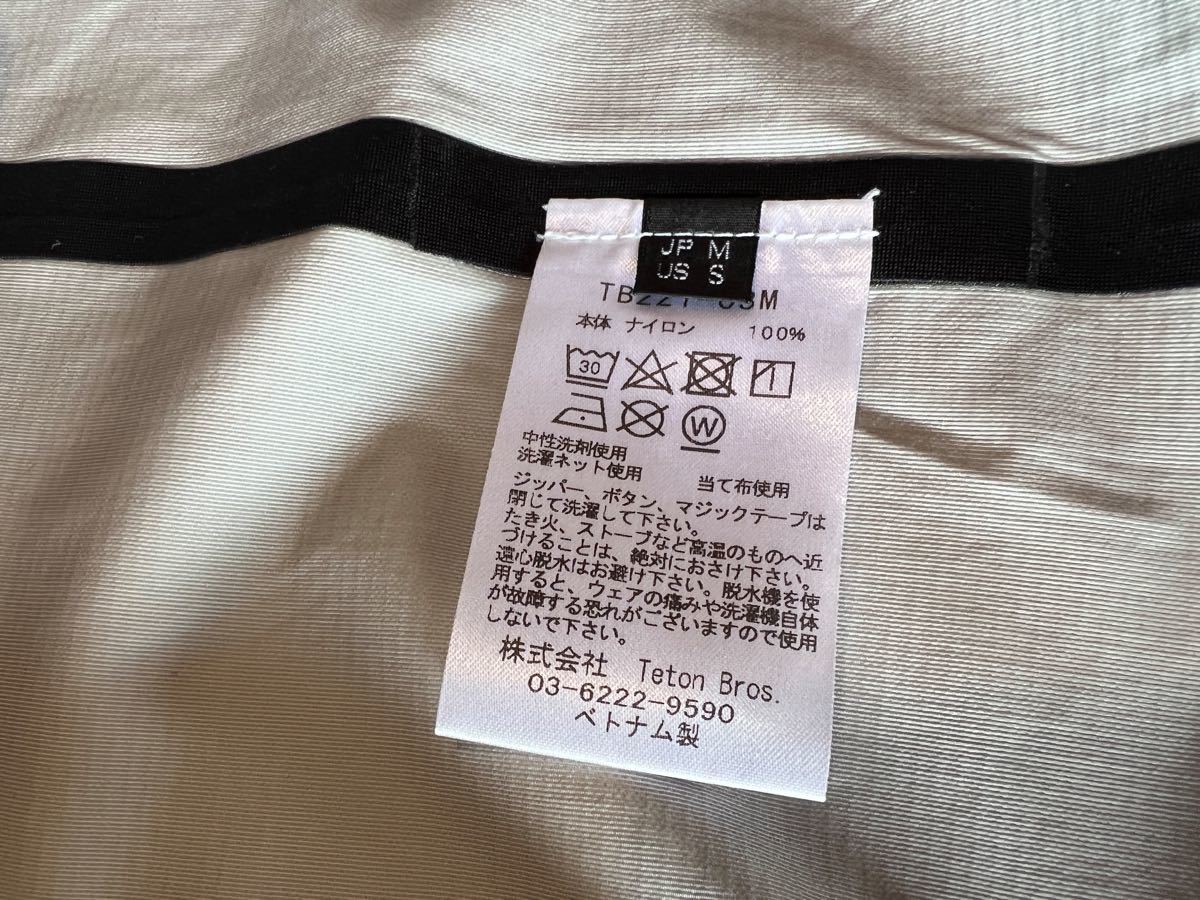 JP M
US S
本体 ナイロン 100%
30
1
W
中性洗剤使用
洗濯ネット使用 当て布使用
ジッパー、ボタン、マジックテープは
閉じて洗濯して下さい。
たき火、ストーブなど高温のものへ近
づけることは、絶対におさけ下さい。
遠心脱水はお避け下さい。脱水機を使
用すると、ウェアの痛みや洗濯機自体
が故障する恐れがございますので使用
しないで下さい。
株式会社 Teton Bros.
03-6222-9590
ベトナム製